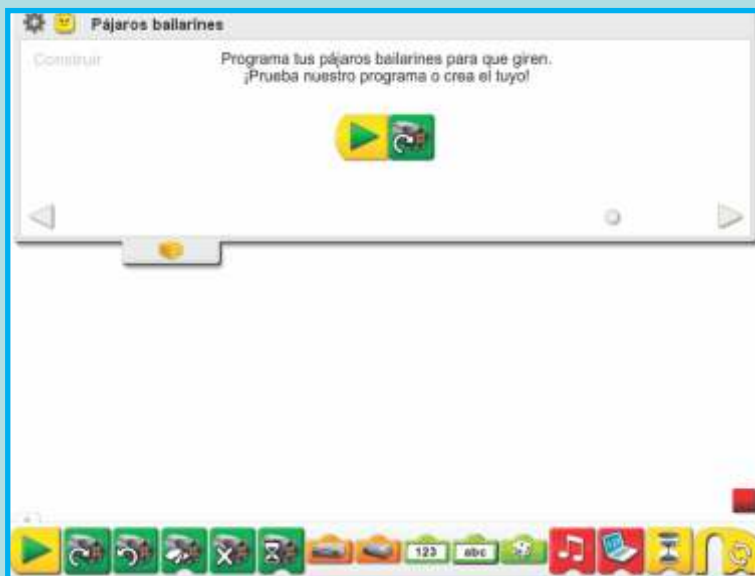 Pájaros bailarines
Construir
Programa tus pájaros bailarines para que giren.
¡Prueba nuestro programa o crea el tuyo!
123 abc